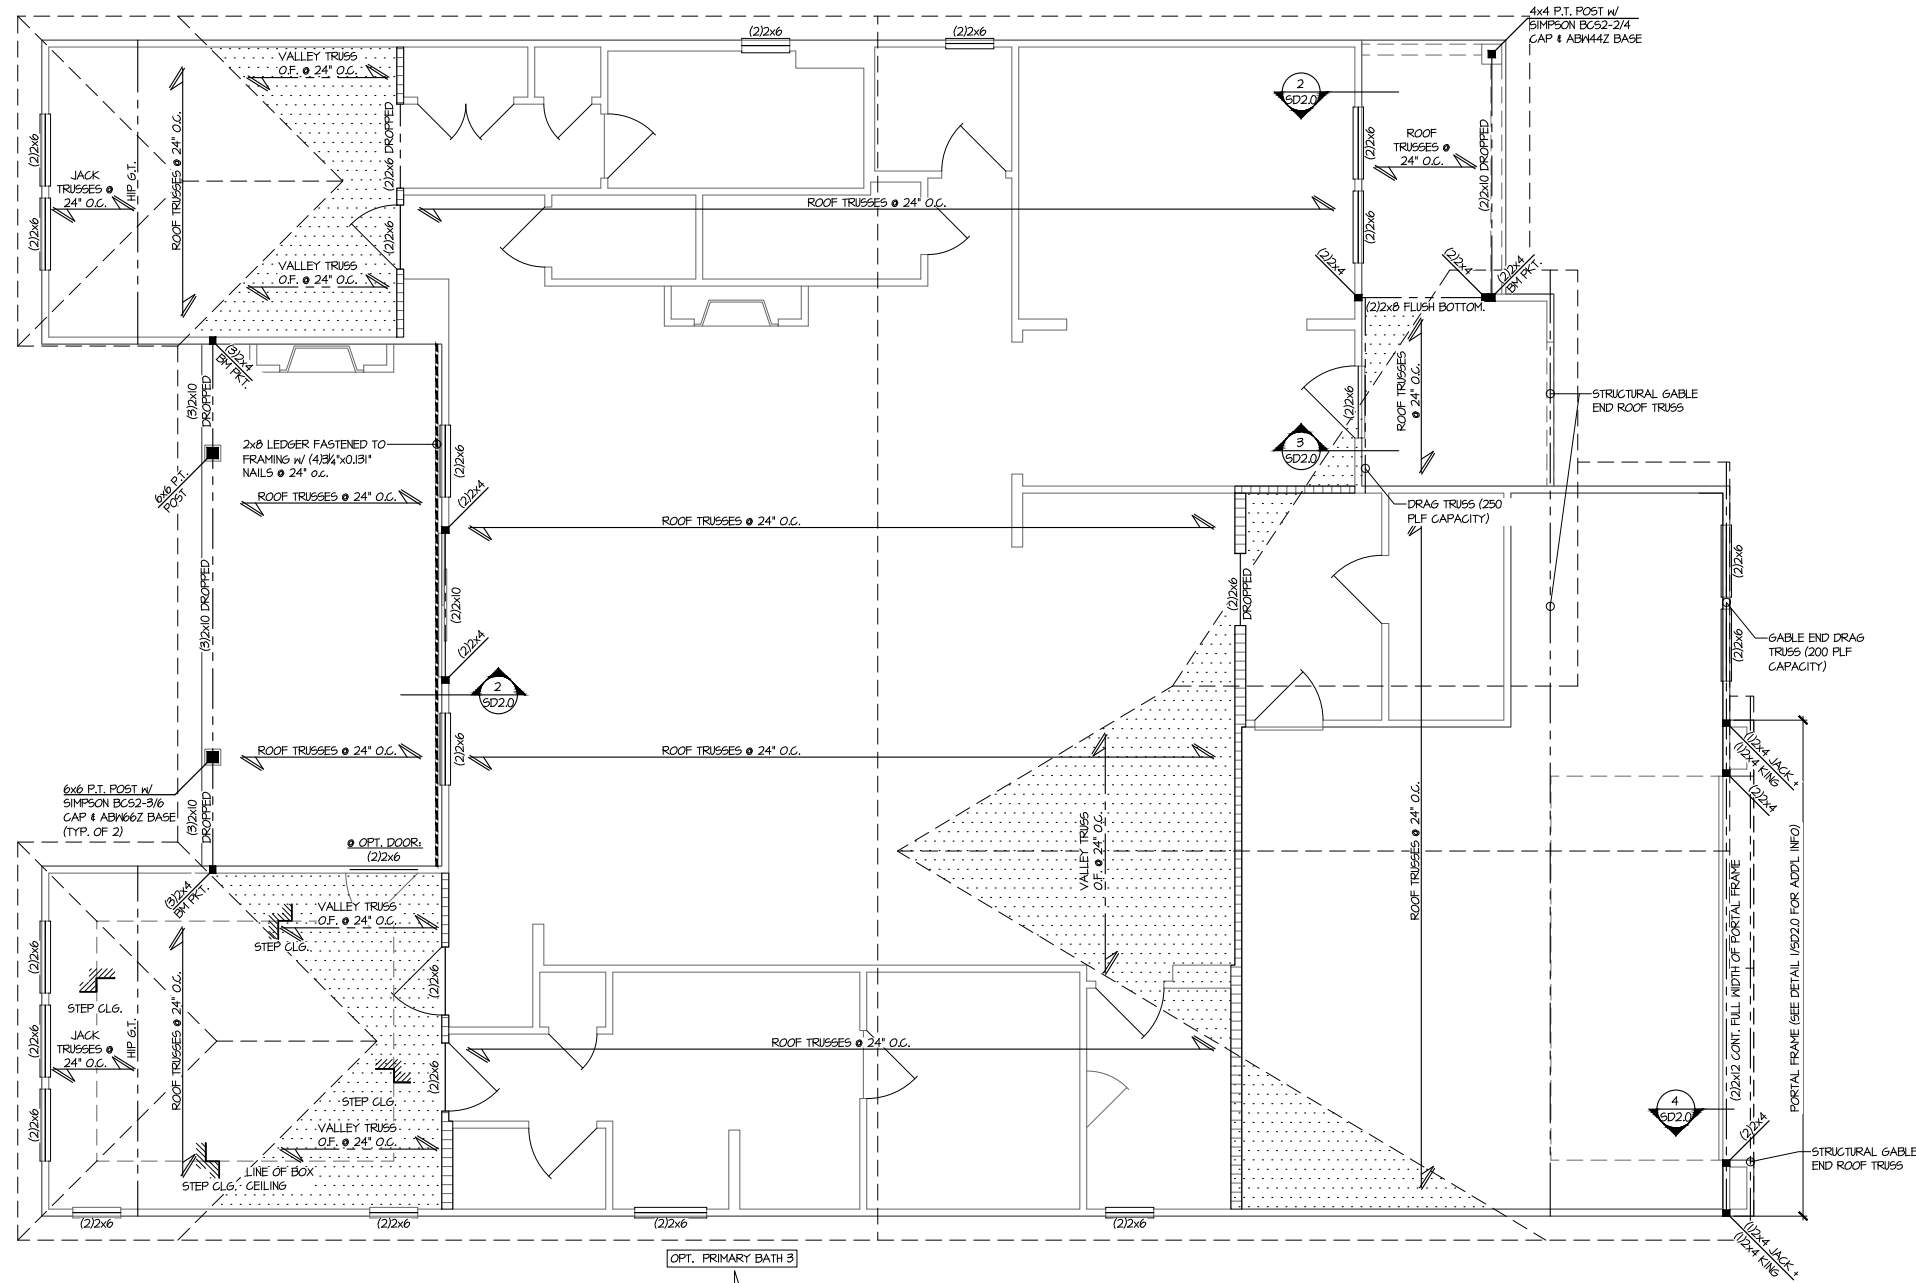 4x4 P.T. POST W/
SIMPSON BCS2-2/4
CAP & ABW44Z BASE
(2)2x6
(2)2x6
VALLEY TRUSS
O.F. @ 24" O.C.
2
SD2.0
(2)2x6
(2)2x6
JACK
TRUSSES @
24" O.C.
HIP G.T.
ROOF TRUSSES @ 24" O.C.
(2)2x6 DROPPED
(2)2x6
VALLEY TRUSS
O.F. @ 24" O.C.
ROOF TRUSSES @ 24" O.C.
(2)2x6
(2)2x6
ROOF
TRUSSES @
24" O.C.
(2)2x10 DROPPED
(2)2x4
(2)2x4
(2)2x4
BM PKT.
(2)2x8 FLUSH BOTTOM.
(3)2x4
BM PKT.
(3)2x10
DROPPED
ROOF TRUSSES
@ 24" O.C.
(2)2x6
STRUCTURAL GABLE
END ROOF TRUSS
2x8 LEDGER FASTENED TO
FRAMING W/ (4)3¼"x0.131"
NAILS @ 24" o.c.
(2)2x6
3
SD2.0
6x6 P.T.
POST
ROOF TRUSSES @ 24" O.C.
(2)2x4
ROOF TRUSSES @ 24" O.C.
DRAG TRUSS (250
PLF CAPACITY)
(3)2x10 DROPPED
(2)2x10
(2)2x6
DROPPED
(2)2x6
(2)2x6
GABLE END DRAG
TRUSS (200 PLF
CAPACITY)
(2)2x4
2
SD2.0
ROOF TRUSSES @ 24" O.C.
(2)2x6
ROOF TRUSSES @ 24" O.C.
(1)2x4 JACK +
(1)2x4 KING
(2)2x4
6x6 P.T. POST W/
SIMPSON BCS2-3/6
CAP & ABW66Z BASE
(TYP. OF 2)
(3)2x10
DROPPED
@ OPT. DOOR:
(2)2x6
VALLEY TRUSS
O.F. @ 24" O.C.
ROOF TRUSSES @ 24" O.C.
(2)2x12 CONT. FULL WIDTH OF PORTAL FRAME
PORTAL FRAME (SEE DETAIL 1/SD2.0 FOR ADD'L INFO)
(3)2x4
BM PKT.
VALLEY TRUSS
O.F. @ 24" O.C.
STEP CLG.
(2)2x6
(2)2x6
(2)2x6
STEP CLG.
JACK
TRUSSES @
24" O.C.
HIP G.T.
ROOF TRUSSES @ 24" O.C.
(2)2x6
(2)2x6
ROOF TRUSSES @ 24" O.C.
STEP CLG.
VALLEY TRUSS
O.F. @ 24" O.C.
LINE OF BOX
CEILING
STEP CLG.
4
SD2.0
(2)2x4
STRUCTURAL GABLE
END ROOF TRUSS
(2)2x6
(2)2x6
(2)2x6
(2)2x6
(1)2x4 JACK +
(1)2x4 KING
OPT. PRIMARY BATH 3